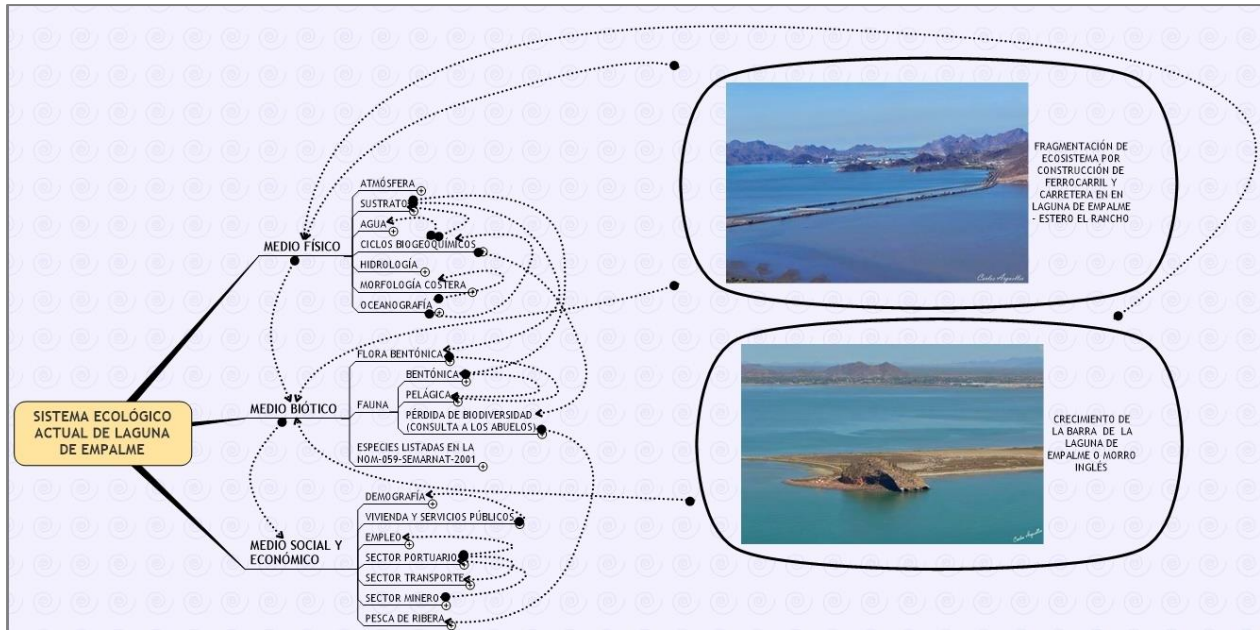 SISTEMA ECOLÓGICO
ACTUAL DE LAGUNA
DE EMPALME
MEDIO FÍSICO
ATMÓSFERA
SUSTRATO
AGUA
CICLOS BIOGEOQUÍMICOS
HIDROLOGÍA
MORFOLOGÍA COSTERA
OCEANOGRAFÍA
MEDIO BIÓTICO
FLORA BENTÓNICA
FAUNA
BENTÓNICA
PELÁGICA
PÉRDIDA DE BIODIVERSIDAD
(CONSULTA A LOS ABUELOS)
ESPECIES LISTADAS EN LA
NOM-059-SEMARNAT-2001
MEDIO SOCIAL Y
ECONÓMICO
DEMOGRAFÍA
VIVIENDA Y SERVICIOS PÚBLICOS
EMPLEO
SECTOR PORTUARIO
SECTOR TRANSPORTE
SECTOR MINERO
PESCA DE RIBERA
FRAGMENTACIÓN DE
ECOSISTEMA POR
CONSTRUCCIÓN DE
FERROCARRIL Y
CARRETERA EN EN
LAGUNA DE EMPALME
- ESTERO EL RANCHO
CRECIMIENTO DE
LA BARRA DE LA
LAGUNA DE
EMPALME O MORRO
INGLÉS